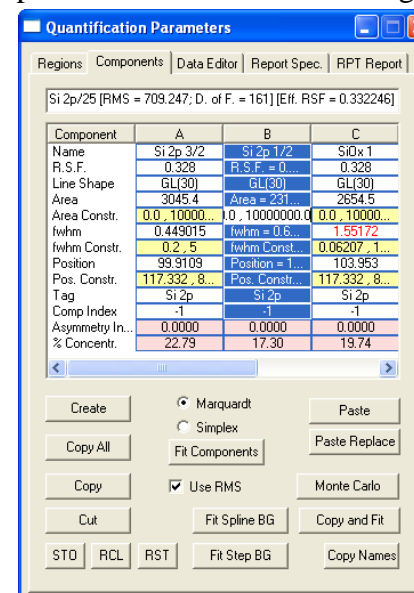 Quantification Parameters
Regions Components Data Editor Report Spec. RPT Report
Si 2p/25 [RMS = 709.247; D. of F. = 161] [Eff. RSF = 0.332246]
Component A B C
Name Si 2p 3/2 Si 2p 1/2 SiOx 1
R.S.F. 0.328 R.S.F. = 0.... 0.328
Line Shape GL(30) GL(30) GL(30)
Area 3045.4 Area = 231... 2654.5
Area Constr. 0.0 , 10000... 0.0 , 10000000.0 0.0 , 10000...
fwhm 0.449015 fwhm = 0.6... 1.55172
fwhm Constr. 0.2 , 5 fwhm Const... 0.06207 , 1...
Position 99.9109 Position = 1... 103.953
Pos. Constr. 117.332 , 8... Pos. Constr... 117.332 , 8...
Tag Si 2p Si 2p Si 2p
Comp Index -1 -1 -1
Asymmetry In... 0.0000 0.0000 0.0000
% Concentr. 22.79 17.30 19.74
Create Marquardt Paste
Simplex
Copy All Fit Components Paste Replace
Copy Use RMS Monte Carlo
Cut Fit Spline BG Copy and Fit
STO RCL RST Fit Step BG Copy Names